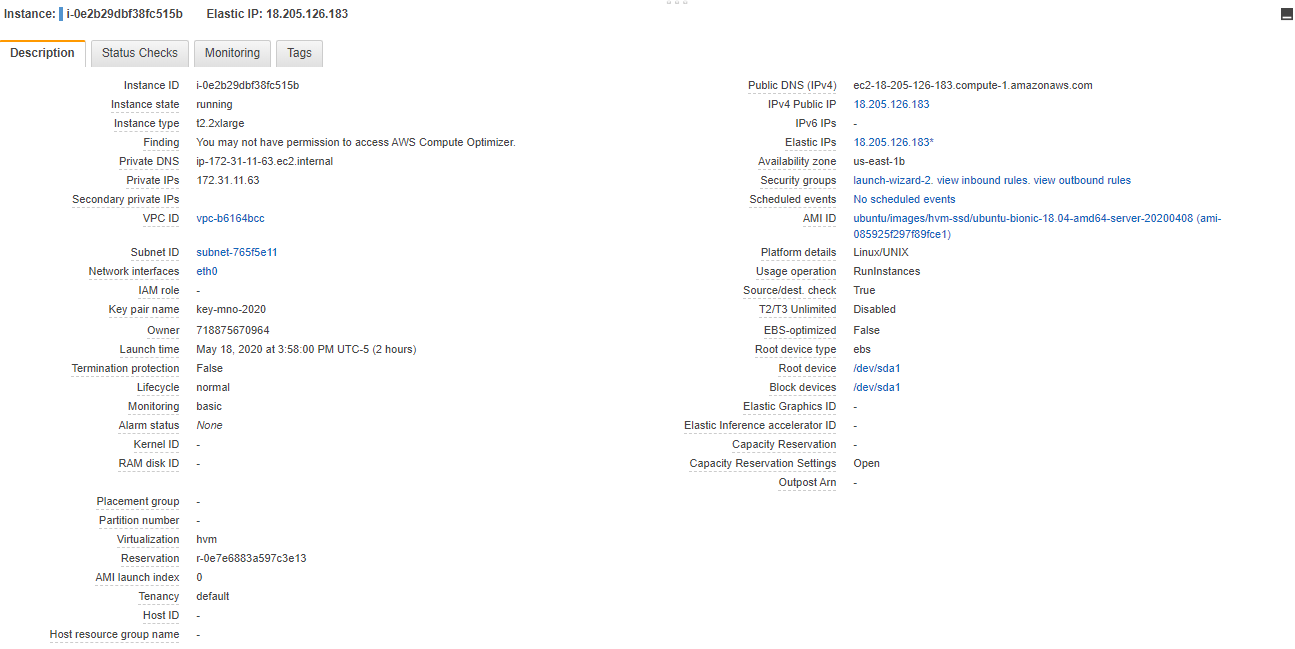 Instance: i-0e2b29dbf38fc515b Elastic IP: 18.205.126.183
Description Status Checks Monitoring Tags
Instance ID i-0e2b29dbf38fc515b
Instance state running
Instance type t2.2xlarge
Finding You may not have permission to access AWS Compute Optimizer.
Private DNS ip-172-31-11-63.ec2.internal
Private IPs 172.31.11.63
Secondary private IPs
VPC ID vpc-b6164bcc
Subnet ID subnet-765f5e11
Network interfaces eth0
IAM role -
Key pair name key-mno-2020
Owner 718875670964
Launch time May 18, 2020 at 3:58:00 PM UTC-5 (2 hours)
Termination protection False
Lifecycle normal
Monitoring basic
Alarm status None
Kernel ID -
RAM disk ID -
Placement group -
Partition number -
Virtualization hvm
Reservation r-0e7e6883a597c3e13
AMI launch index 0
Tenancy default
Host ID -
Host resource group name -
Public DNS (IPv4) ec2-18-205-126-183.compute-1.amazonaws.com
IPv4 Public IP 18.205.126.183
IPv6 IPs -
Elastic IPs 18.205.126.183*
Availability zone us-east-1b
Security groups launch-wizard-2. view inbound rules. view outbound rules
Scheduled events No scheduled events
AMI ID ubuntu/images/hvm-ssd/ubuntu-bionic-18.04-amd64-server-20200408 (ami-
085925f297f89fce1)
Platform details Linux/UNIX
Usage operation RunInstances
Source/dest. check True
T2/T3 Unlimited Disabled
EBS-optimized False
Root device type ebs
Root device /dev/sda1
Block devices /dev/sda1
Elastic Graphics ID -
Elastic Inference accelerator ID -
Capacity Reservation -
Capacity Reservation Settings Open
Outpost Arn -